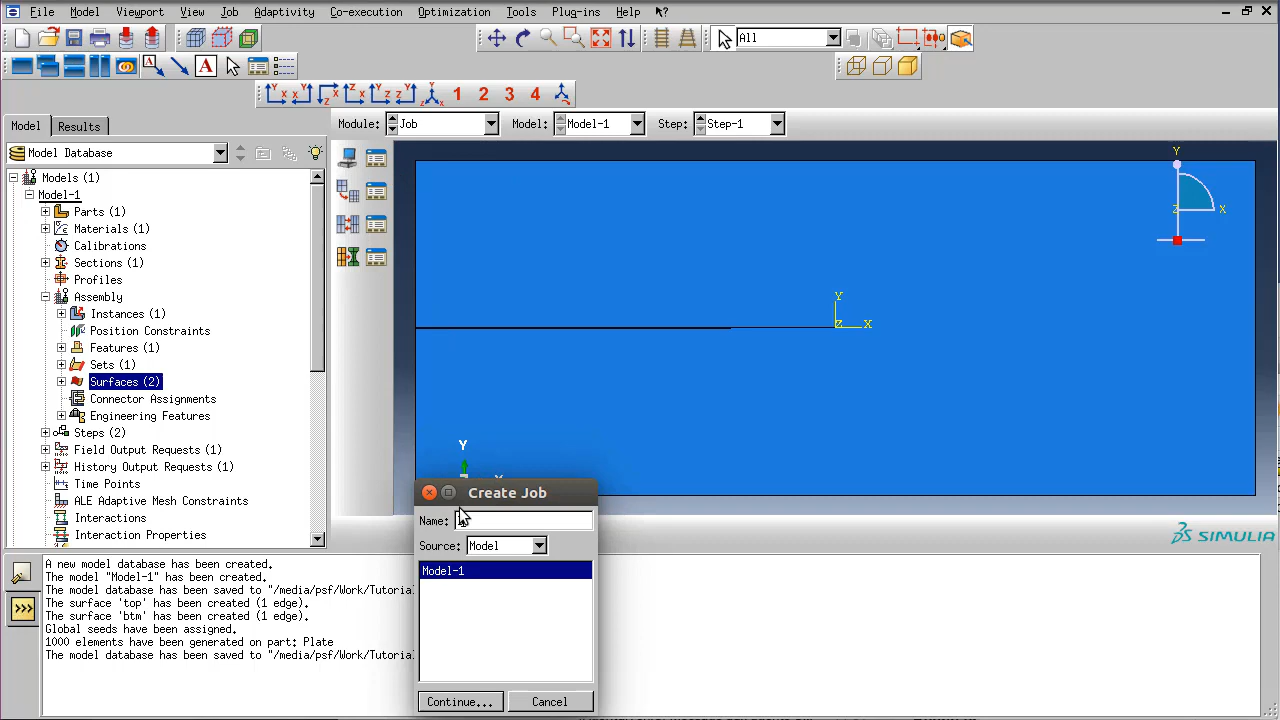 File Model Viewport View Job Adaptivity Co-execution Optimization Tools Plug-ins Help
All
A
1 2 3 4
Model Results
Module: Job Model: Model-1 Step: Step-1
Model Database
Models (1)
Model-1
Parts (1)
Materials (1)
Calibrations
Sections (1)
Profiles
Assembly
Instances (1)
Position Constraints
Features (1)
Sets (1)
Surfaces (2)
Connector Assignments
Engineering Features
Steps (2)
Field Output Requests (1)
History Output Requests (1)
Time Points
ALE Adaptive Mesh Constraints
Interactions
Interaction Properties
Y
Z X
Y
Z X
Y
Create Job
Name:
Source: Model
Model-1
Continue... Cancel
SIMULIA
A new model database has been created.
The model "Model-1" has been created.
The model database has been saved to "/media/psf/Work/Tutorial
The surface 'top' has been created (1 edge).
The surface 'btm' has been created (1 edge).
Global seeds have been assigned.
1000 elements have been generated on part: Plate
The model database has been saved to "/media/psf/Work/Tutorial
>>>